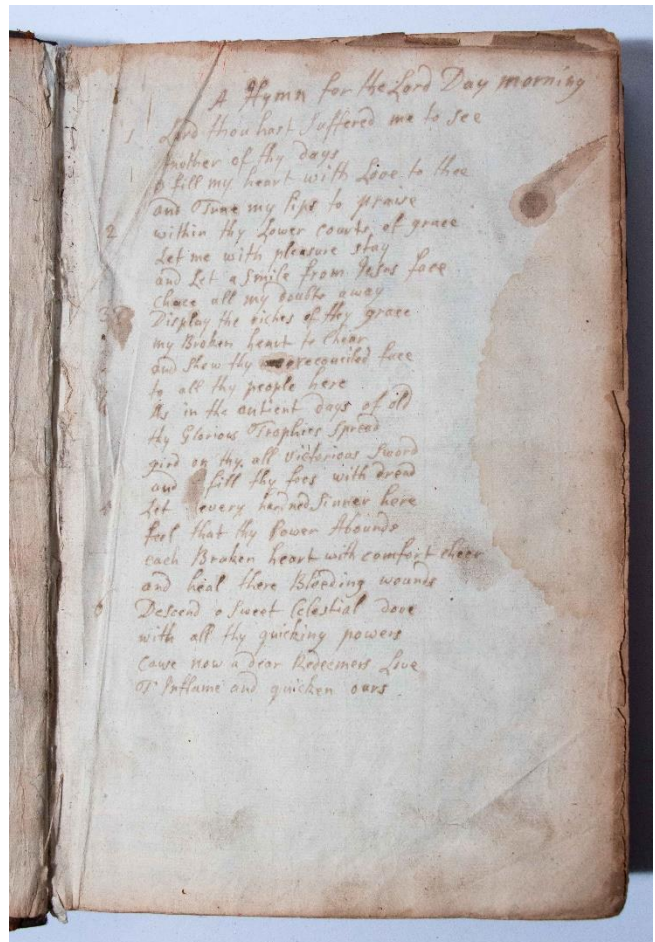 A Hymn for the Lord Day morning
1 Lord thou hast Suffered me to see
Another of thy days
o fill my heart with Love to thee
and Tune my lips to praise
2 within thy Lower Courts of grace
Let me with pleasure stay
and Let a Smile from Jesus face
Chace all my doubts away
3 Display the riches of thy grace
my Broken heart to Chear
and Shew thy reconciled face
to all thy people here
4 As in the antient days of old
thy Glorious Trophies Spread
gird on thy all victorious Sword
and fill thy foes with dread
Let every hardned Sinner here
feel that thy Power Abounds
each Broken heart with comfort cheer
and heal there Bleeding wounds
6 Descend o Sweet Celestial dove
with all thy quicking powers
Cause now a dear Redeemers Love
T Inflame and quicken ours